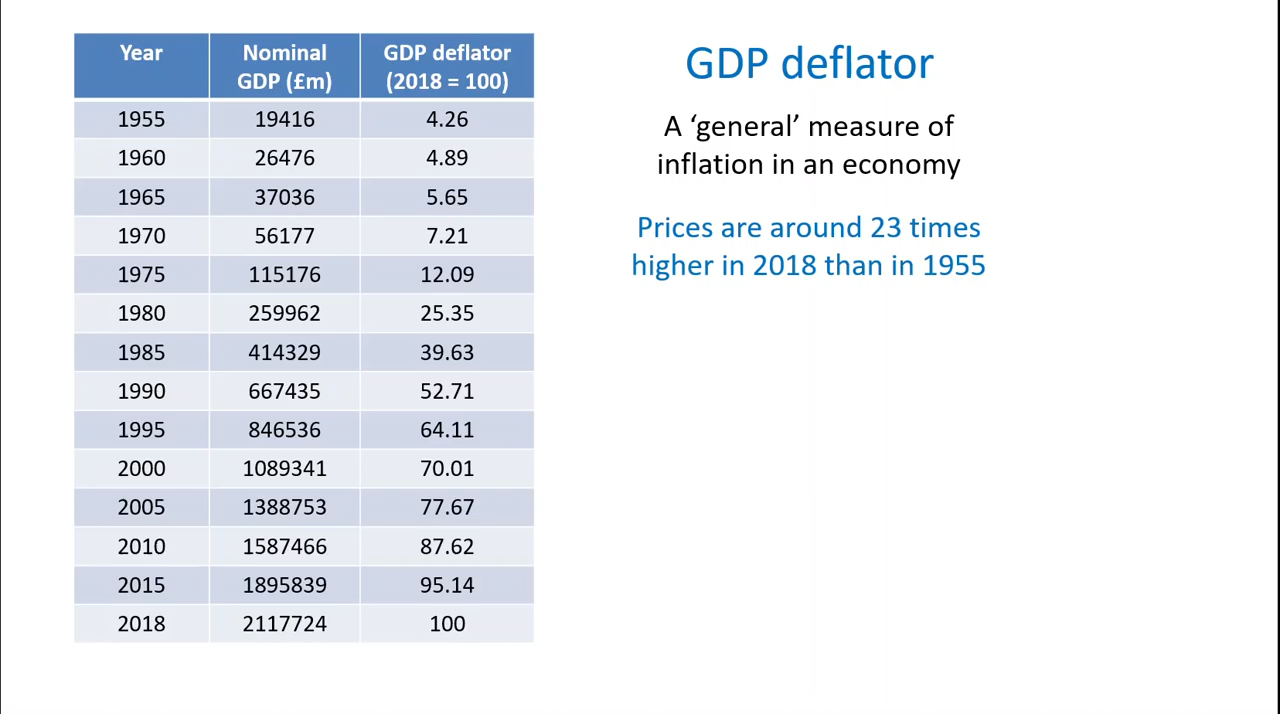 Year Nominal GDP deflator
GDP (£m) (2018 = 100)
1955 19416 4.26
1960 26476 4.89
1965 37036 5.65
1970 56177 7.21
1975 115176 12.09
1980 259962 25.35
1985 414329 39.63
1990 667435 52.71
1995 846536 64.11
2000 1089341 70.01
2005 1388753 77.67
2010 1587466 87.62
2015 1895839 95.14
2018 2117724 100
GDP deflator
A ‘general’ measure of
inflation in an economy
Prices are around 23 times
higher in 2018 than in 1955